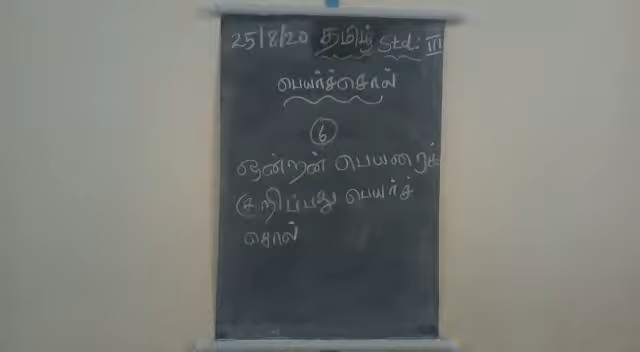 25/8/20 தமிழ் Std: III
பெயர்ச்சொல்
6
ஒன்றன் பெயரைக்
குறிப்பது பெயர்ச்
சொல்